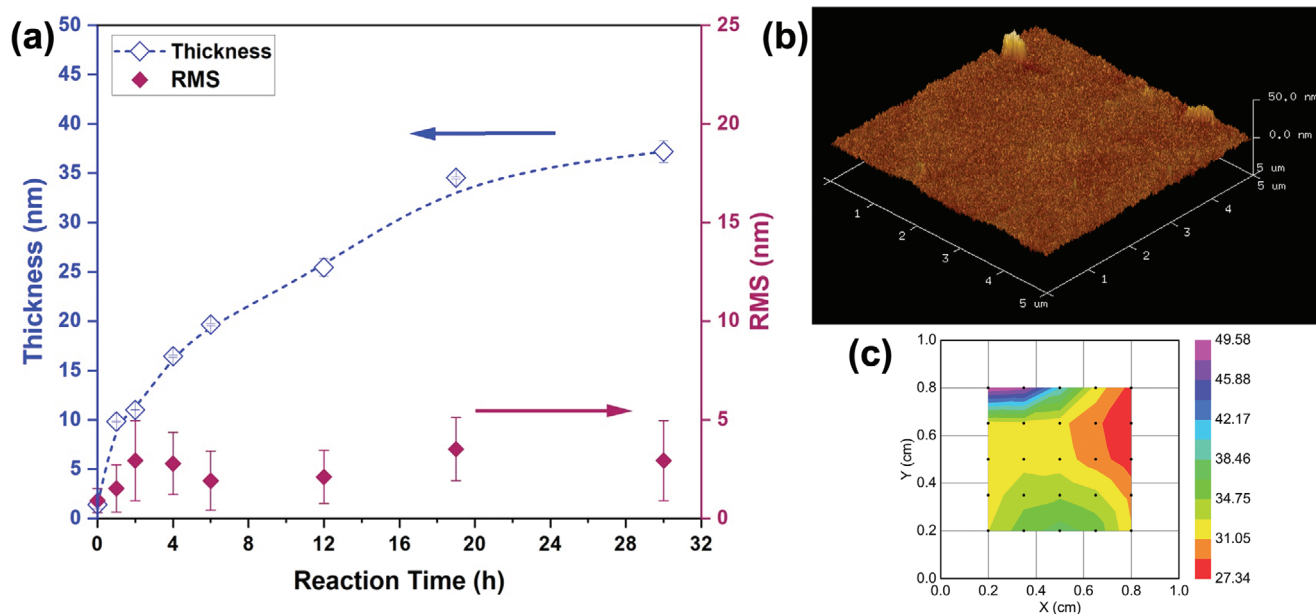 (a)
50
45
40
35
30
25
20
15
10
5
0
Thickness (nm)
Thickness
RMS
25
20
15
10
5
0
RMS (nm)
0 4 8 12 16 20 24 28 32
Reaction Time (h)
(b)
50.0 nm
0.0 nm
5 um
5 um
4
3
2
1
1
2
3
4
5 um
(c)
1.0
0.8
0.6
0.4
0.2
0.0
Y (cm)
0.0 0.2 0.4 0.6 0.8 1.0
X (cm)
49.58
45.88
42.17
38.46
34.75
31.05
27.34